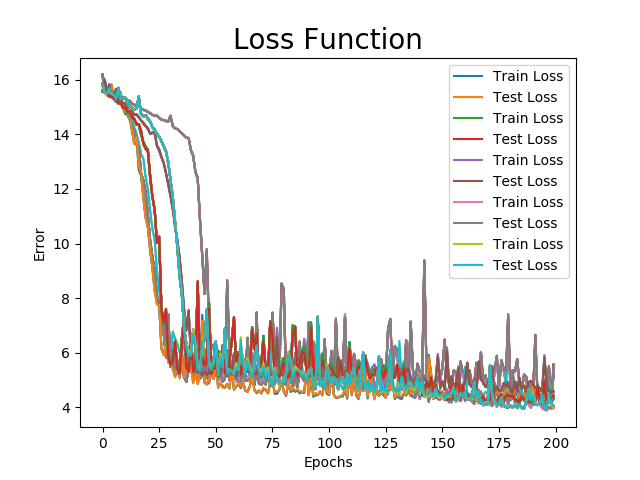 Loss Function
16
14
12
10
8
6
4
Error
0
25
50
75
100
125
150
175
200
Epochs
Train Loss
Test Loss
Train Loss
Test Loss
Train Loss
Test Loss
Train Loss
Test Loss
Train Loss
Test Loss